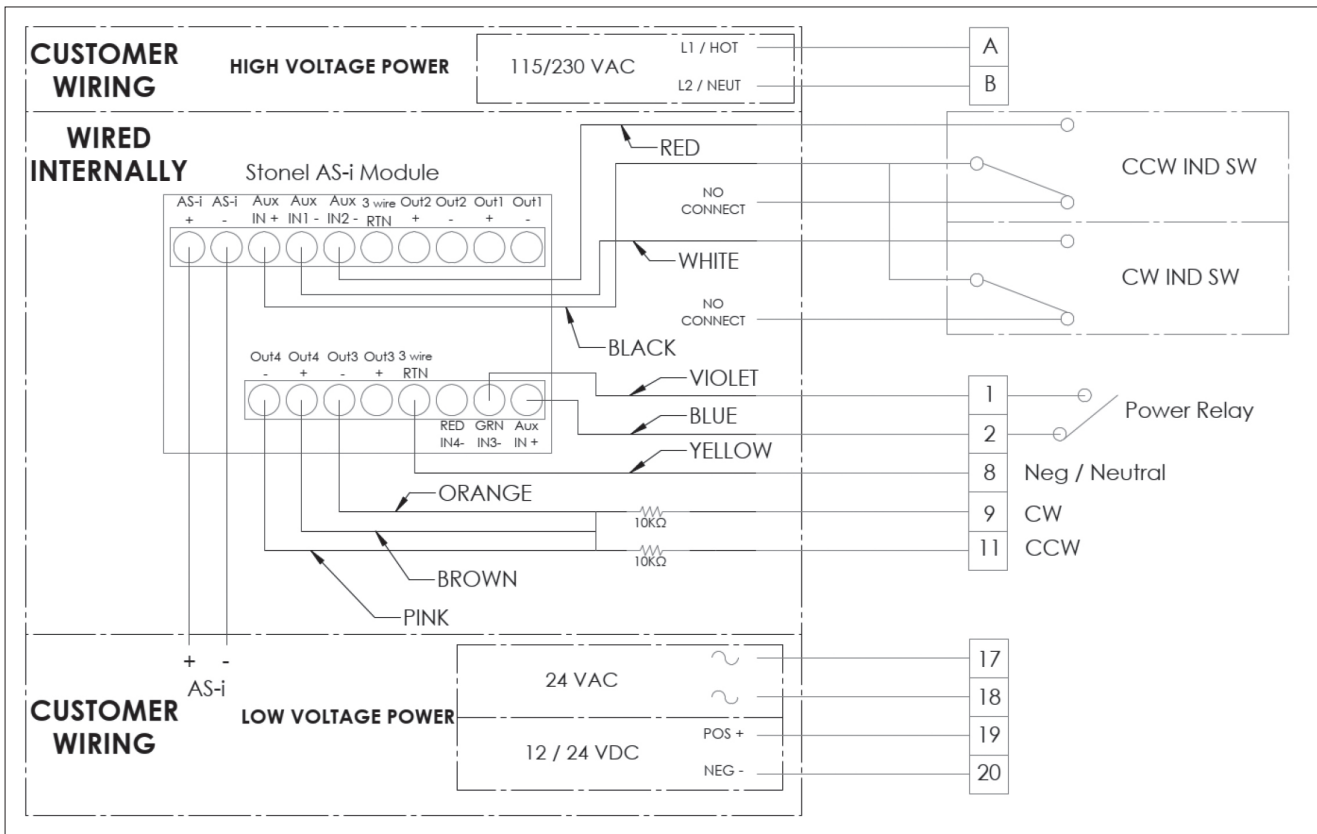 CUSTOMER
WIRING
HIGH VOLTAGE POWER
115/230 VAC
L1 / HOT
L2 / NEUT
A
B
WIRED
INTERNALLY
Stonel AS-i Module
AS-i AS-i Aux Aux Aux 3 wire Out2 Out2 Out1 Out1
+ - IN + IN1 - IN2 - RTN + - + -
RED
NO
CONNECT
WHITE
NO
CONNECT
BLACK
CCW IND SW
CW IND SW
Out4 Out4 Out3 Out3 3 wire
- + - + RTN
RED GRN Aux
IN4- IN3- IN +
VIOLET
BLUE
YELLOW
ORANGE
10KΩ
10KΩ
BROWN
PINK
1
2
Power Relay
8 Neg / Neutral
9 CW
11 CCW
+ -
AS-i
CUSTOMER
WIRING
LOW VOLTAGE POWER
24 VAC
12 / 24 VDC
POS +
NEG -
17
18
19
20